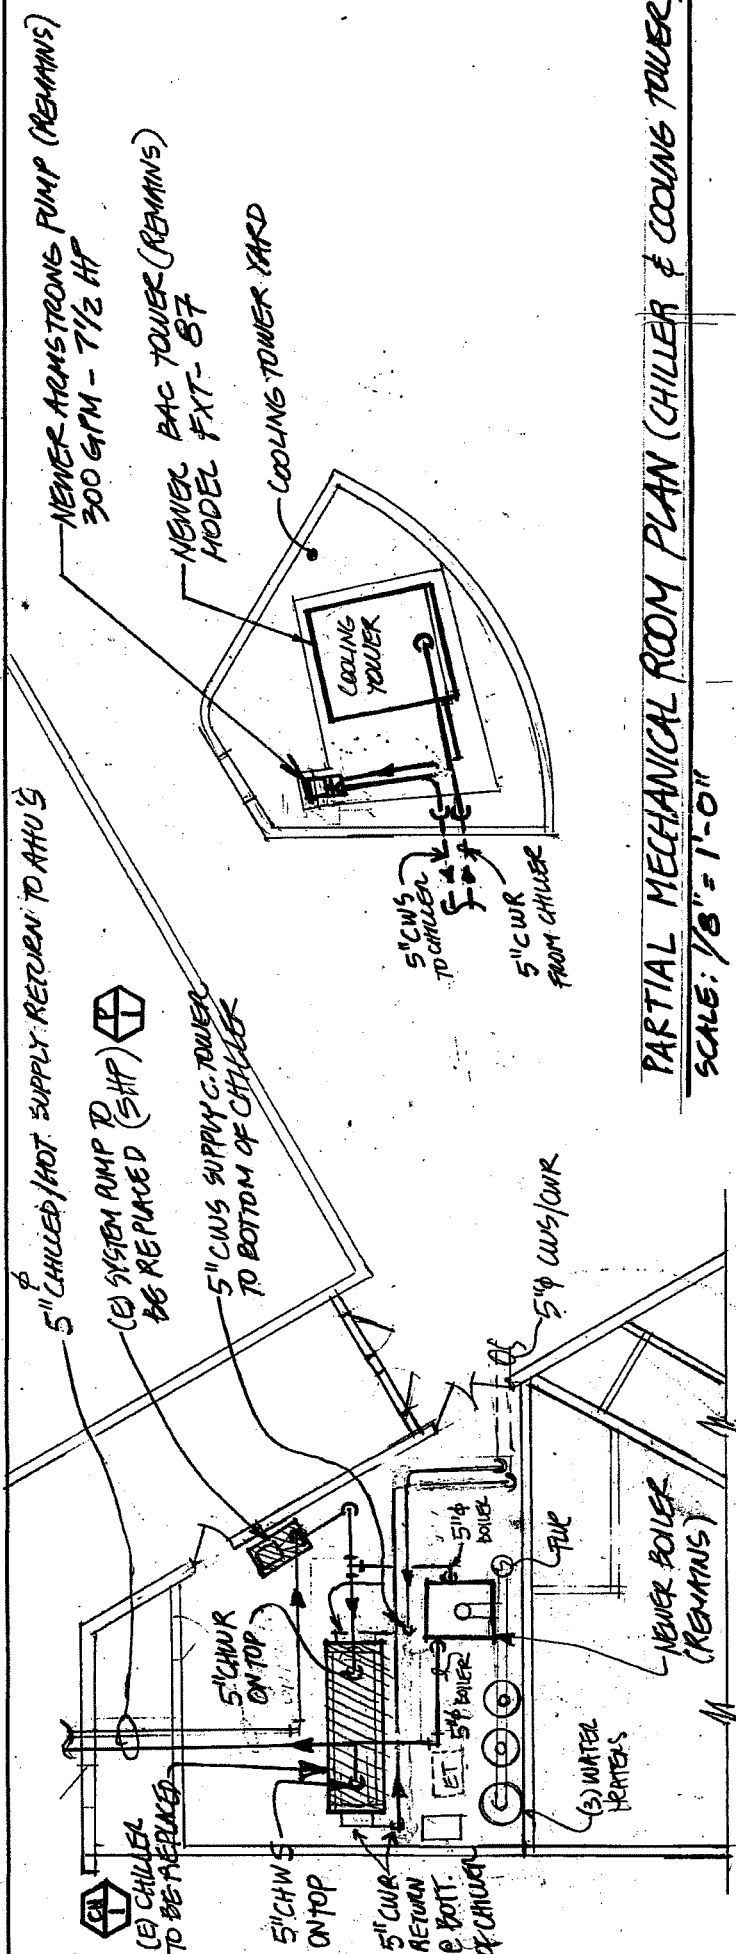 5"ɸ CHILLED/HOT SUPPLY RETURN TO AHU'S
(E) SYSTEM PUMP TO
BE REPLACED (5HP)
P
1
5"CWS SUPPLY C. TOWER
TO BOTTOM OF CHILLER
NEWER ARMSTRONG PUMP (REMAINS)
300 GPM - 7 1/2 HP
NEWER BAC TOWER (REMAINS)
MODEL FXT-87
COOLING TOWER YARD
COOLING
TOWER
5"CWS
TO CHILLER
5"CWR
FROM CHILLER
CH
1
(E) CHILLER
TO BE REPLACED
5"CHWS
ON TOP
5"CHWR
ON TOP
5"CWR
RETURN
@ BOTT.
OF CHILLER
ET
5"ɸ BOILER
5"ɸ
BOILER
(3) WATER
HEATERS
FLUE
NEWER BOILER
(REMAINS)
5"ɸ CWS/CWR
PARTIAL MECHANICAL ROOM PLAN (CHILLER & COOLING TOWER)
SCALE: 1/8" = 1'-0"